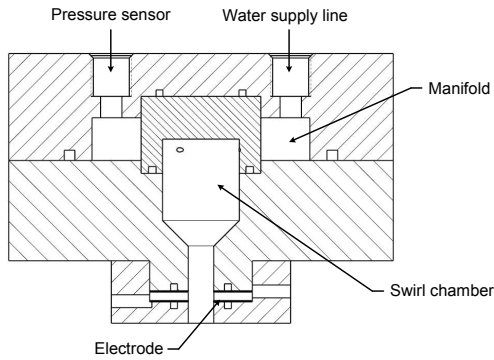 Pressure sensor
Water supply line
Manifold
Swirl chamber
Electrode